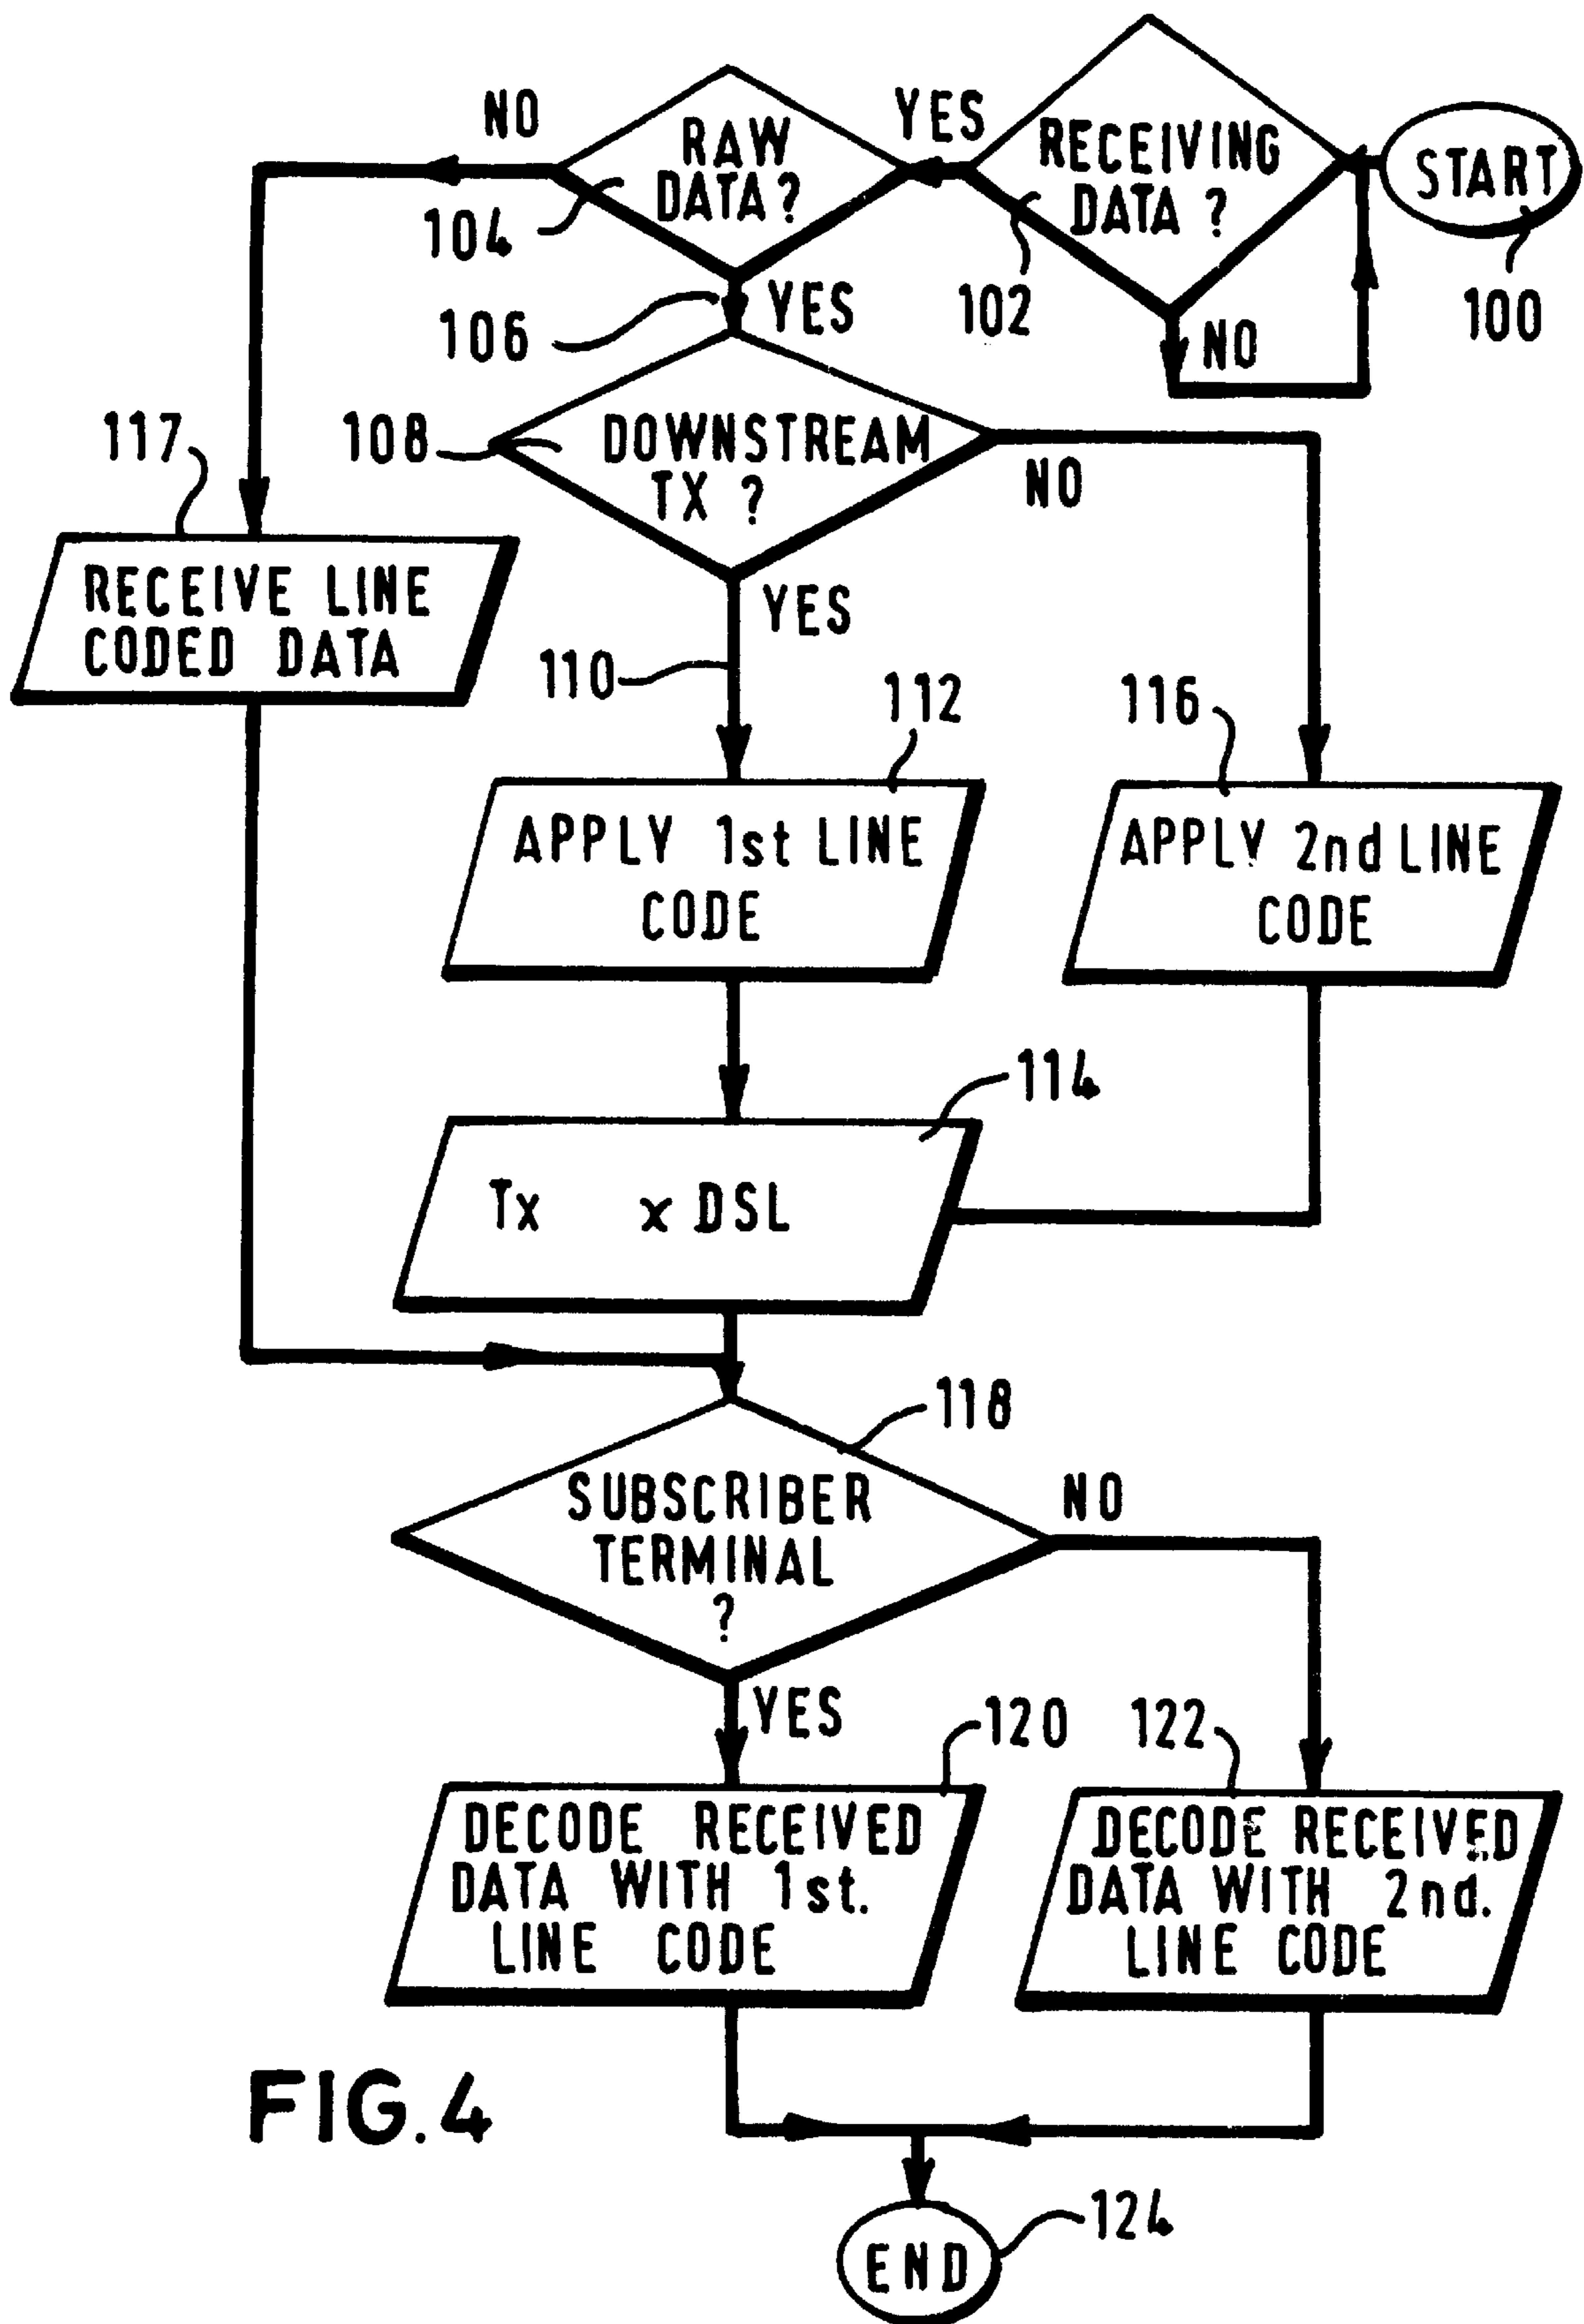 START
100
RECEIVING
DATA ?
102
YES
NO
RAW
DATA?
104
NO
YES
106
DOWNSTREAM
TX ?
108
NO
YES
110
117
RECEIVE LINE
CODED DATA
112
APPLY 1st LINE
CODE
116
APPLY 2nd LINE
CODE
114
Tx x DSL
118
SUBSCRIBER
TERMINAL
?
NO
YES
120
DECODE RECEIVED
DATA WITH 1st.
LINE CODE
122
DECODE RECEIVED
DATA WITH 2nd.
LINE CODE
124
END
FIG.4